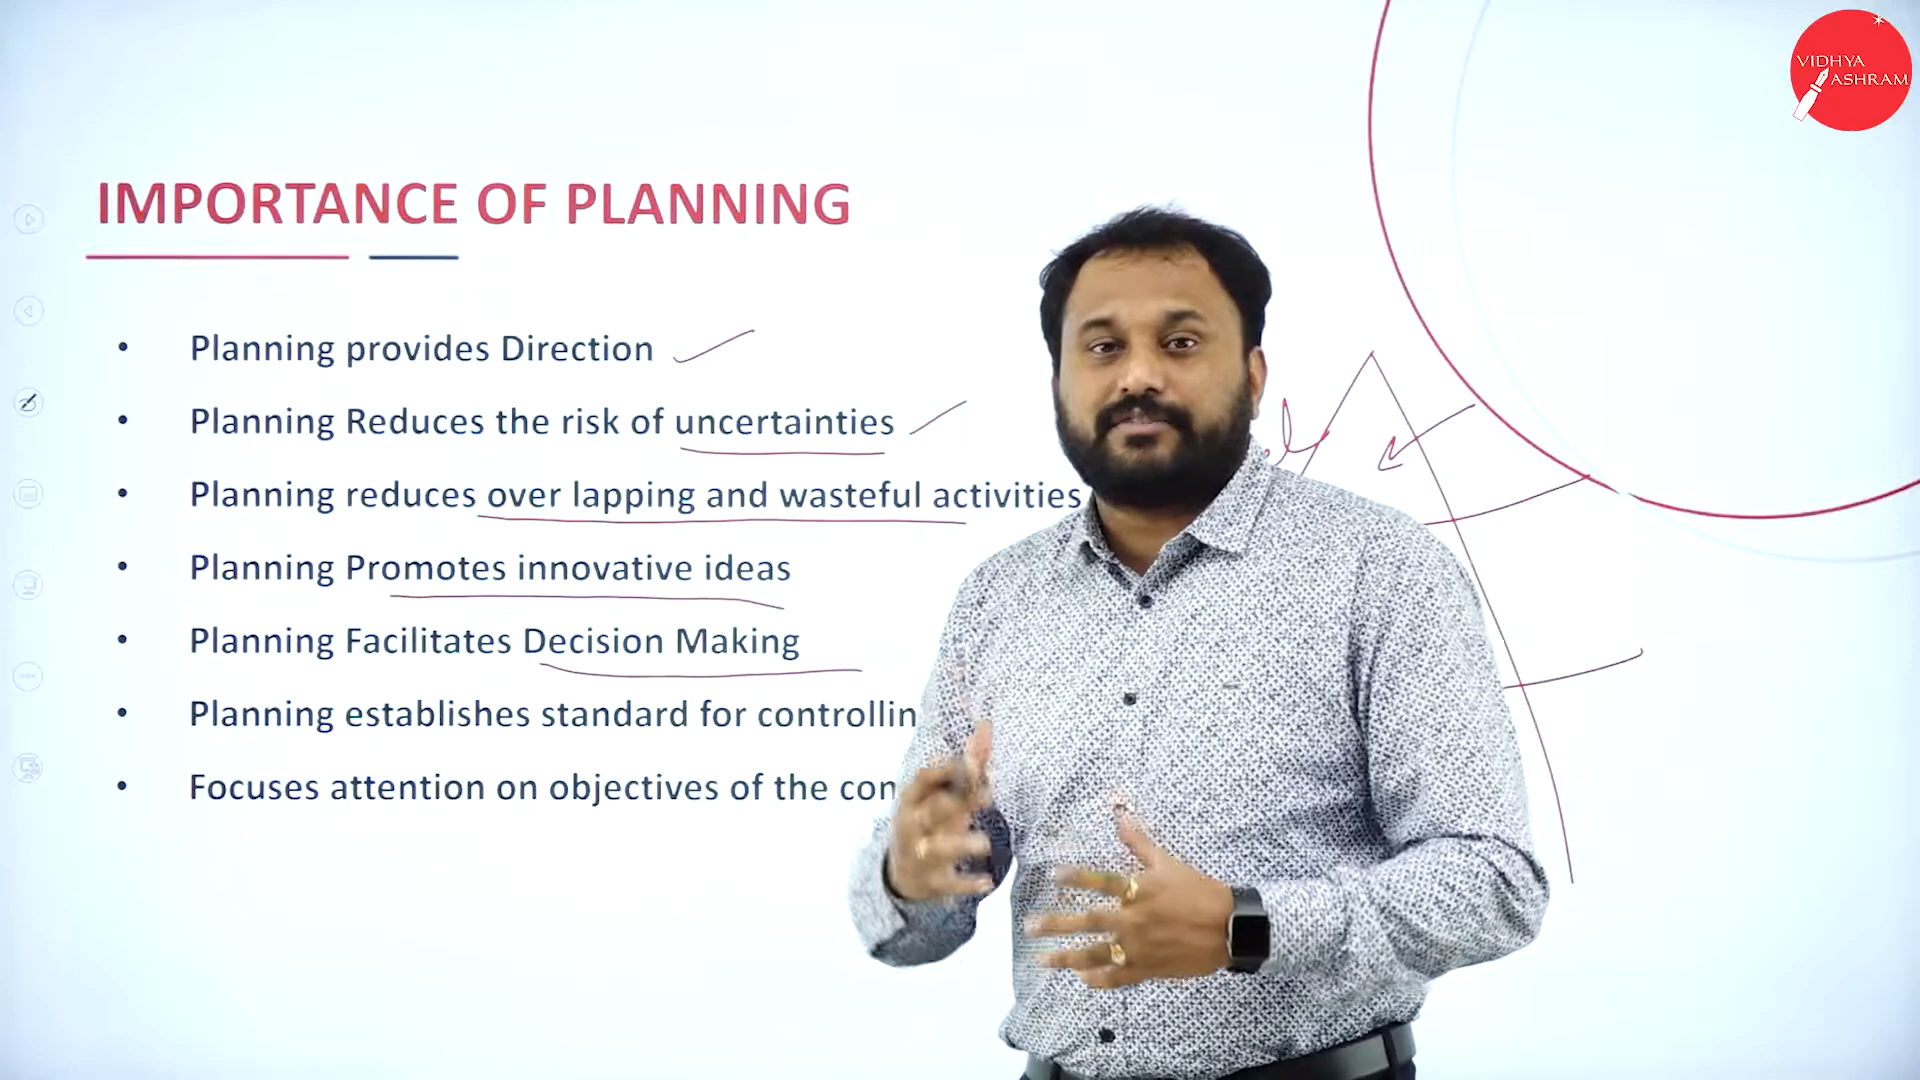 VIDHYA
ASHRAM
IMPORTANCE OF PLANNING
• Planning provides Direction
• Planning Reduces the risk of uncertainties
• Planning reduces over lapping and wasteful activities
• Planning Promotes innovative ideas
• Planning Facilitates Decision Making
• Planning establishes standard for controllin
• Focuses attention on objectives of the con